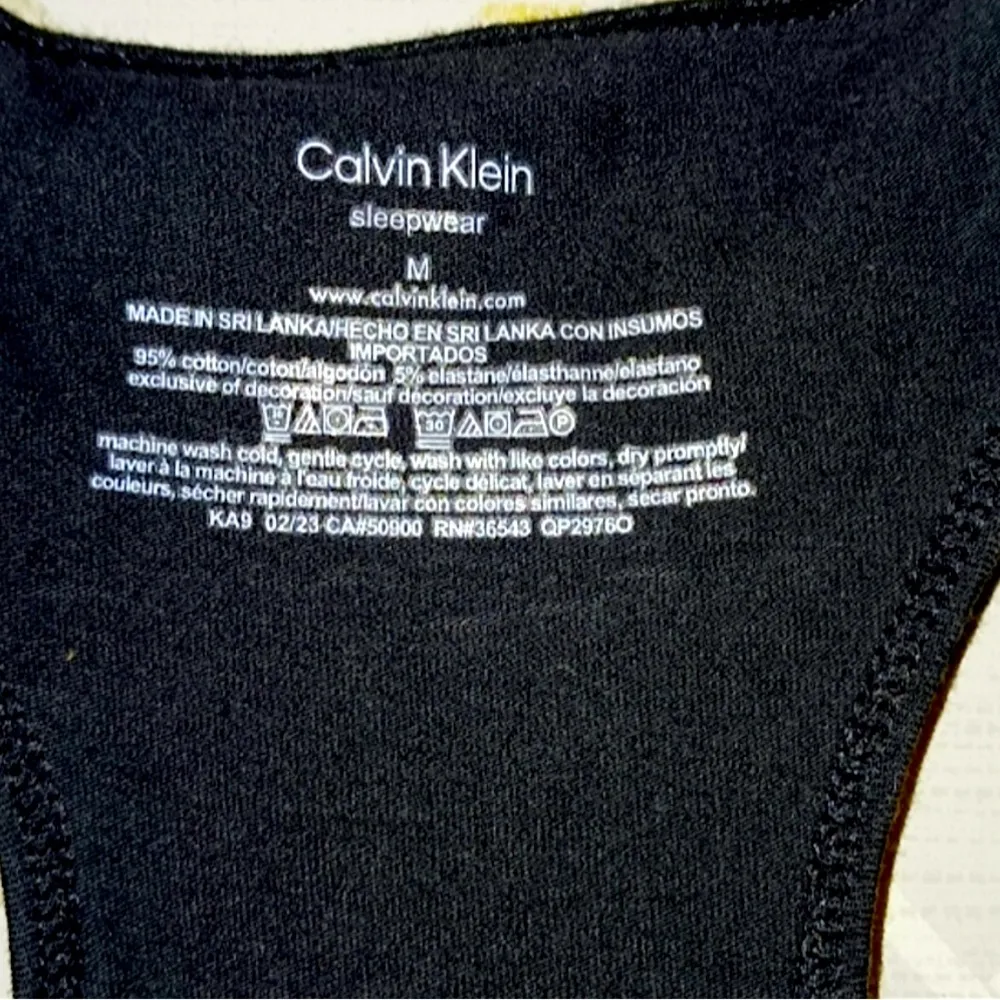 Calvin Klein
sleepwear
M
www.calvinklein.com
MADE IN SRI LANKA/HECHO EN SRI LANKA CON INSUMOS
IMPORTADOS
95% cotton/coton/algodón 5% elastane/élasthanne/elastano
exclusive of decoration/sauf décoration/excluye la decoración
30 P
machine wash cold, gentle cycle, wash with like colors, dry promptly/
laver à la machine à l'eau froide, cycle délicat, laver en séparant les
couleurs, sécher rapidement/lavar con colores similares, secar pronto.
KA9 02/23 CA#50900 RN#36543 QP2976O